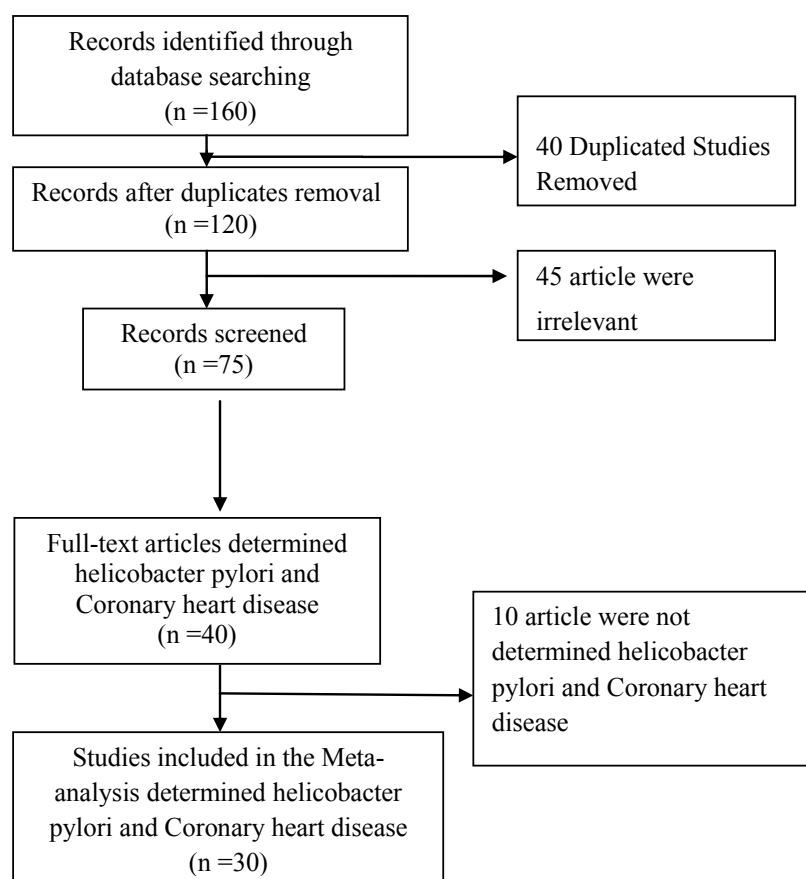 Records identified through
database searching
(n =160)
40 Duplicated Studies
Removed
Records after duplicates removal
(n =120)
45 article were
irrelevant
Records screened
(n =75)
Full-text articles determined
helicobacter pylori and
Coronary heart disease
(n =40)
10 article were not
determined helicobacter
pylori and Coronary heart
disease
Studies included in the Meta-
analysis determined helicobacter
pylori and Coronary heart disease
(n =30)